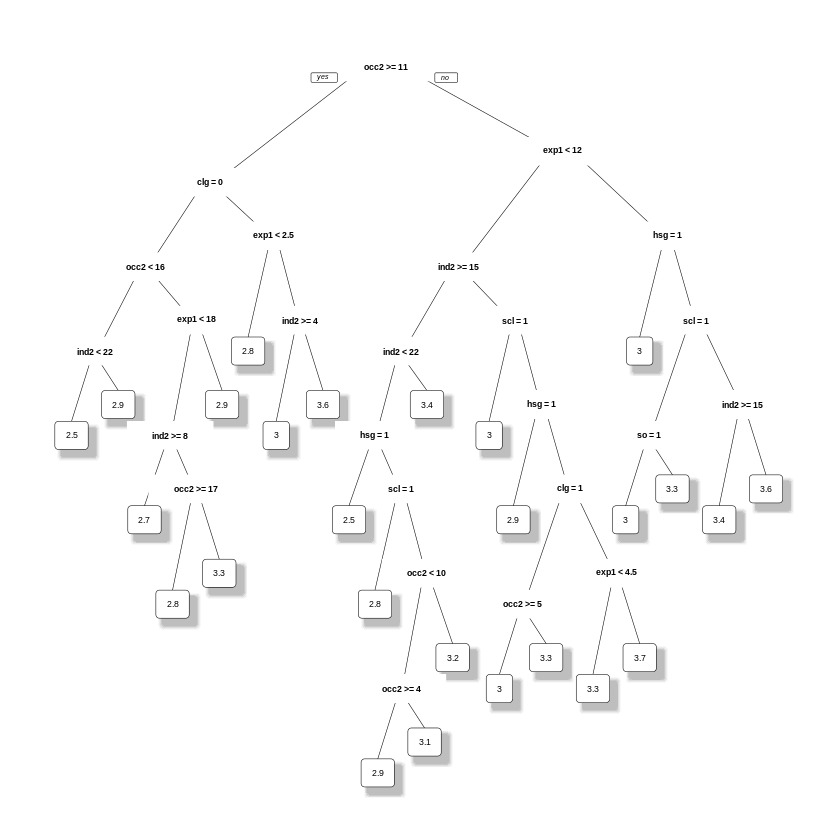 occ2 >= 11
yes
no
exp1 < 12
clg = 0
exp1 < 2.5
hsg = 1
occ2 < 16
ind2 >= 15
exp1 < 18
ind2 >= 4
scl = 1
scl = 1
ind2 < 22
2.8
ind2 < 22
3
2.9
2.9
3.6
3.4
hsg = 1
ind2 >= 15
2.5
ind2 >= 8
3
hsg = 1
3
so = 1
occ2 >= 17
scl = 1
clg = 1
3.3
3.6
2.7
2.5
2.9
3
3.4
3.3
occ2 < 10
exp1 < 4.5
2.8
2.8
occ2 >= 5
3.2
3.3
3.7
occ2 >= 4
3
3.3
3.1
2.9